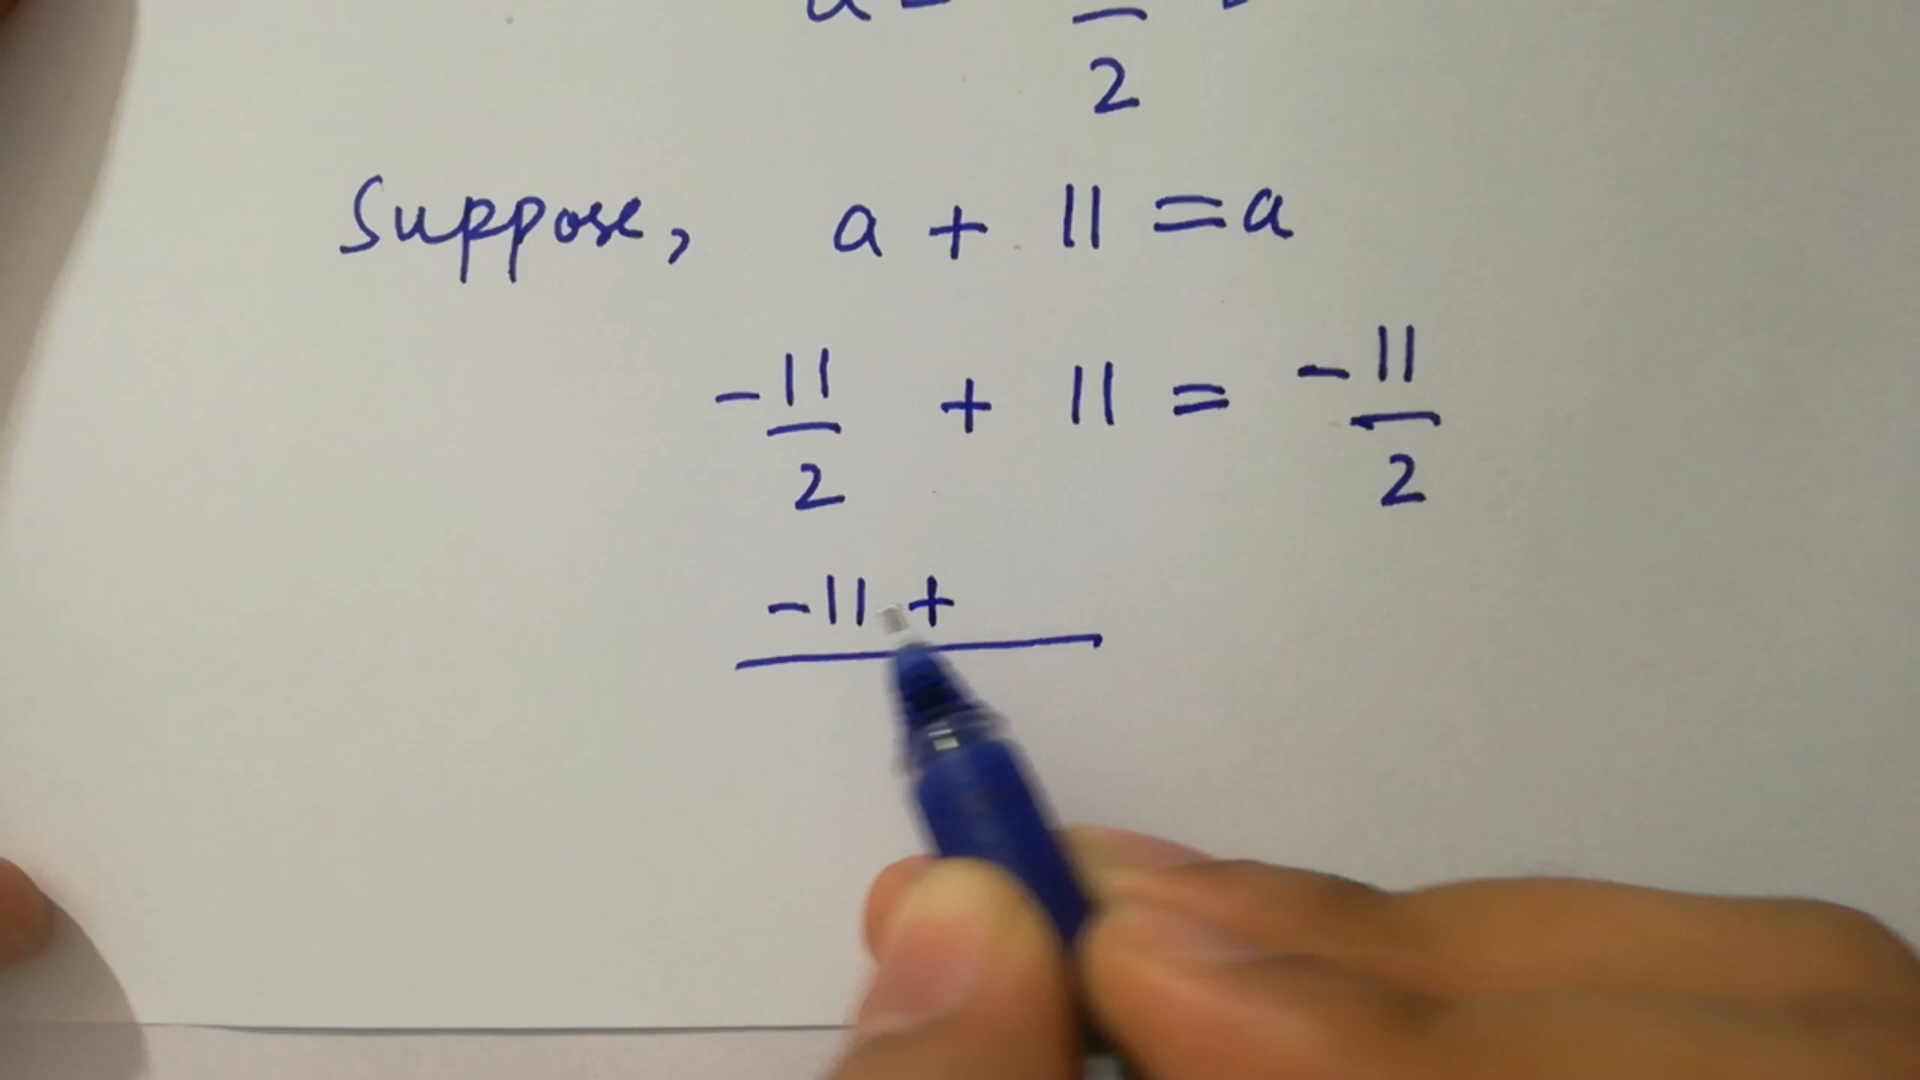 a = 
2
Suppose, a + 11 = a
-11/2 + 11 = -11/2
-11 +